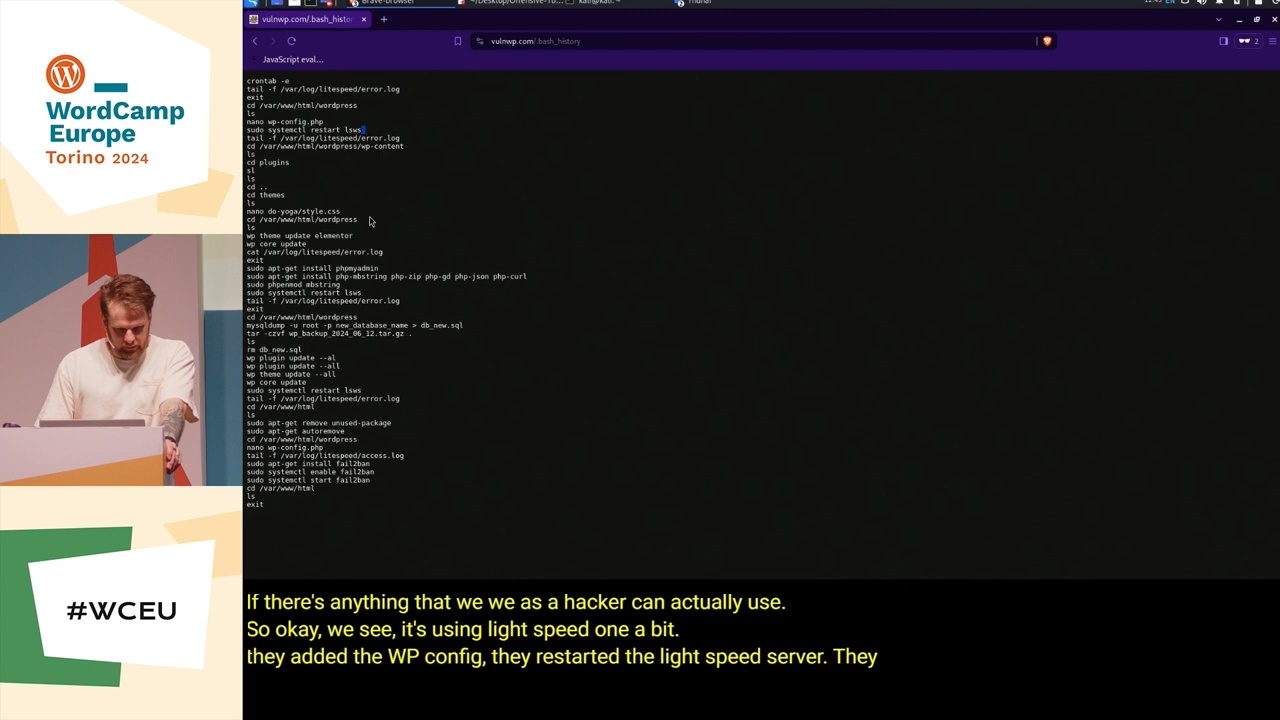 WordCamp
Europe
Torino 2024
#WCEU
vulnwp.com/.bash_histor
vulnwp.com/.bash_history
2
JavaScript eval…
crontab -e
tail -f /var/log/litespeed/error.log
exit
cd /var/www/html/wordpress
ls
nano wp-config.php
sudo systemctl restart lsws
tail -f /var/log/litespeed/error.log
cd /var/www/html/wordpress/wp-content
ls
cd plugins
sl
ls
cd ..
cd themes
ls
nano do-yoga/style.css
cd /var/www/html/wordpress
ls
wp theme update elementor
wp core update
cat /var/log/litespeed/error.log
exit
sudo apt-get install phpmyadmin
sudo apt-get install php-mbstring php-zip php-gd php-json php-curl
sudo phpenmod mbstring
sudo systemctl restart lsws
tail -f /var/log/litespeed/error.log
exit
cd /var/www/html/wordpress
mysqldump -u root -p new_database_name > db_new.sql
tar -czvf wp_backup_2024_06_12.tar.gz .
ls
rm db_new.sql
wp plugin update --al
wp plugin update --all
wp theme update --all
wp core update
sudo systemctl restart lsws
tail -f /var/log/litespeed/error.log
cd /var/www/html
ls
sudo apt-get remove unused-package
sudo apt-get autoremove
cd /var/www/html/wordpress
nano wp-config.php
tail -f /var/log/litespeed/access.log
sudo apt-get install fail2ban
sudo systemctl enable fail2ban
sudo systemctl start fail2ban
cd /var/www/html
ls
exit
If there's anything that we we as a hacker can actually use.
So okay, we see, it's using light speed one a bit.
they added the WP config, they restarted the light speed server. They